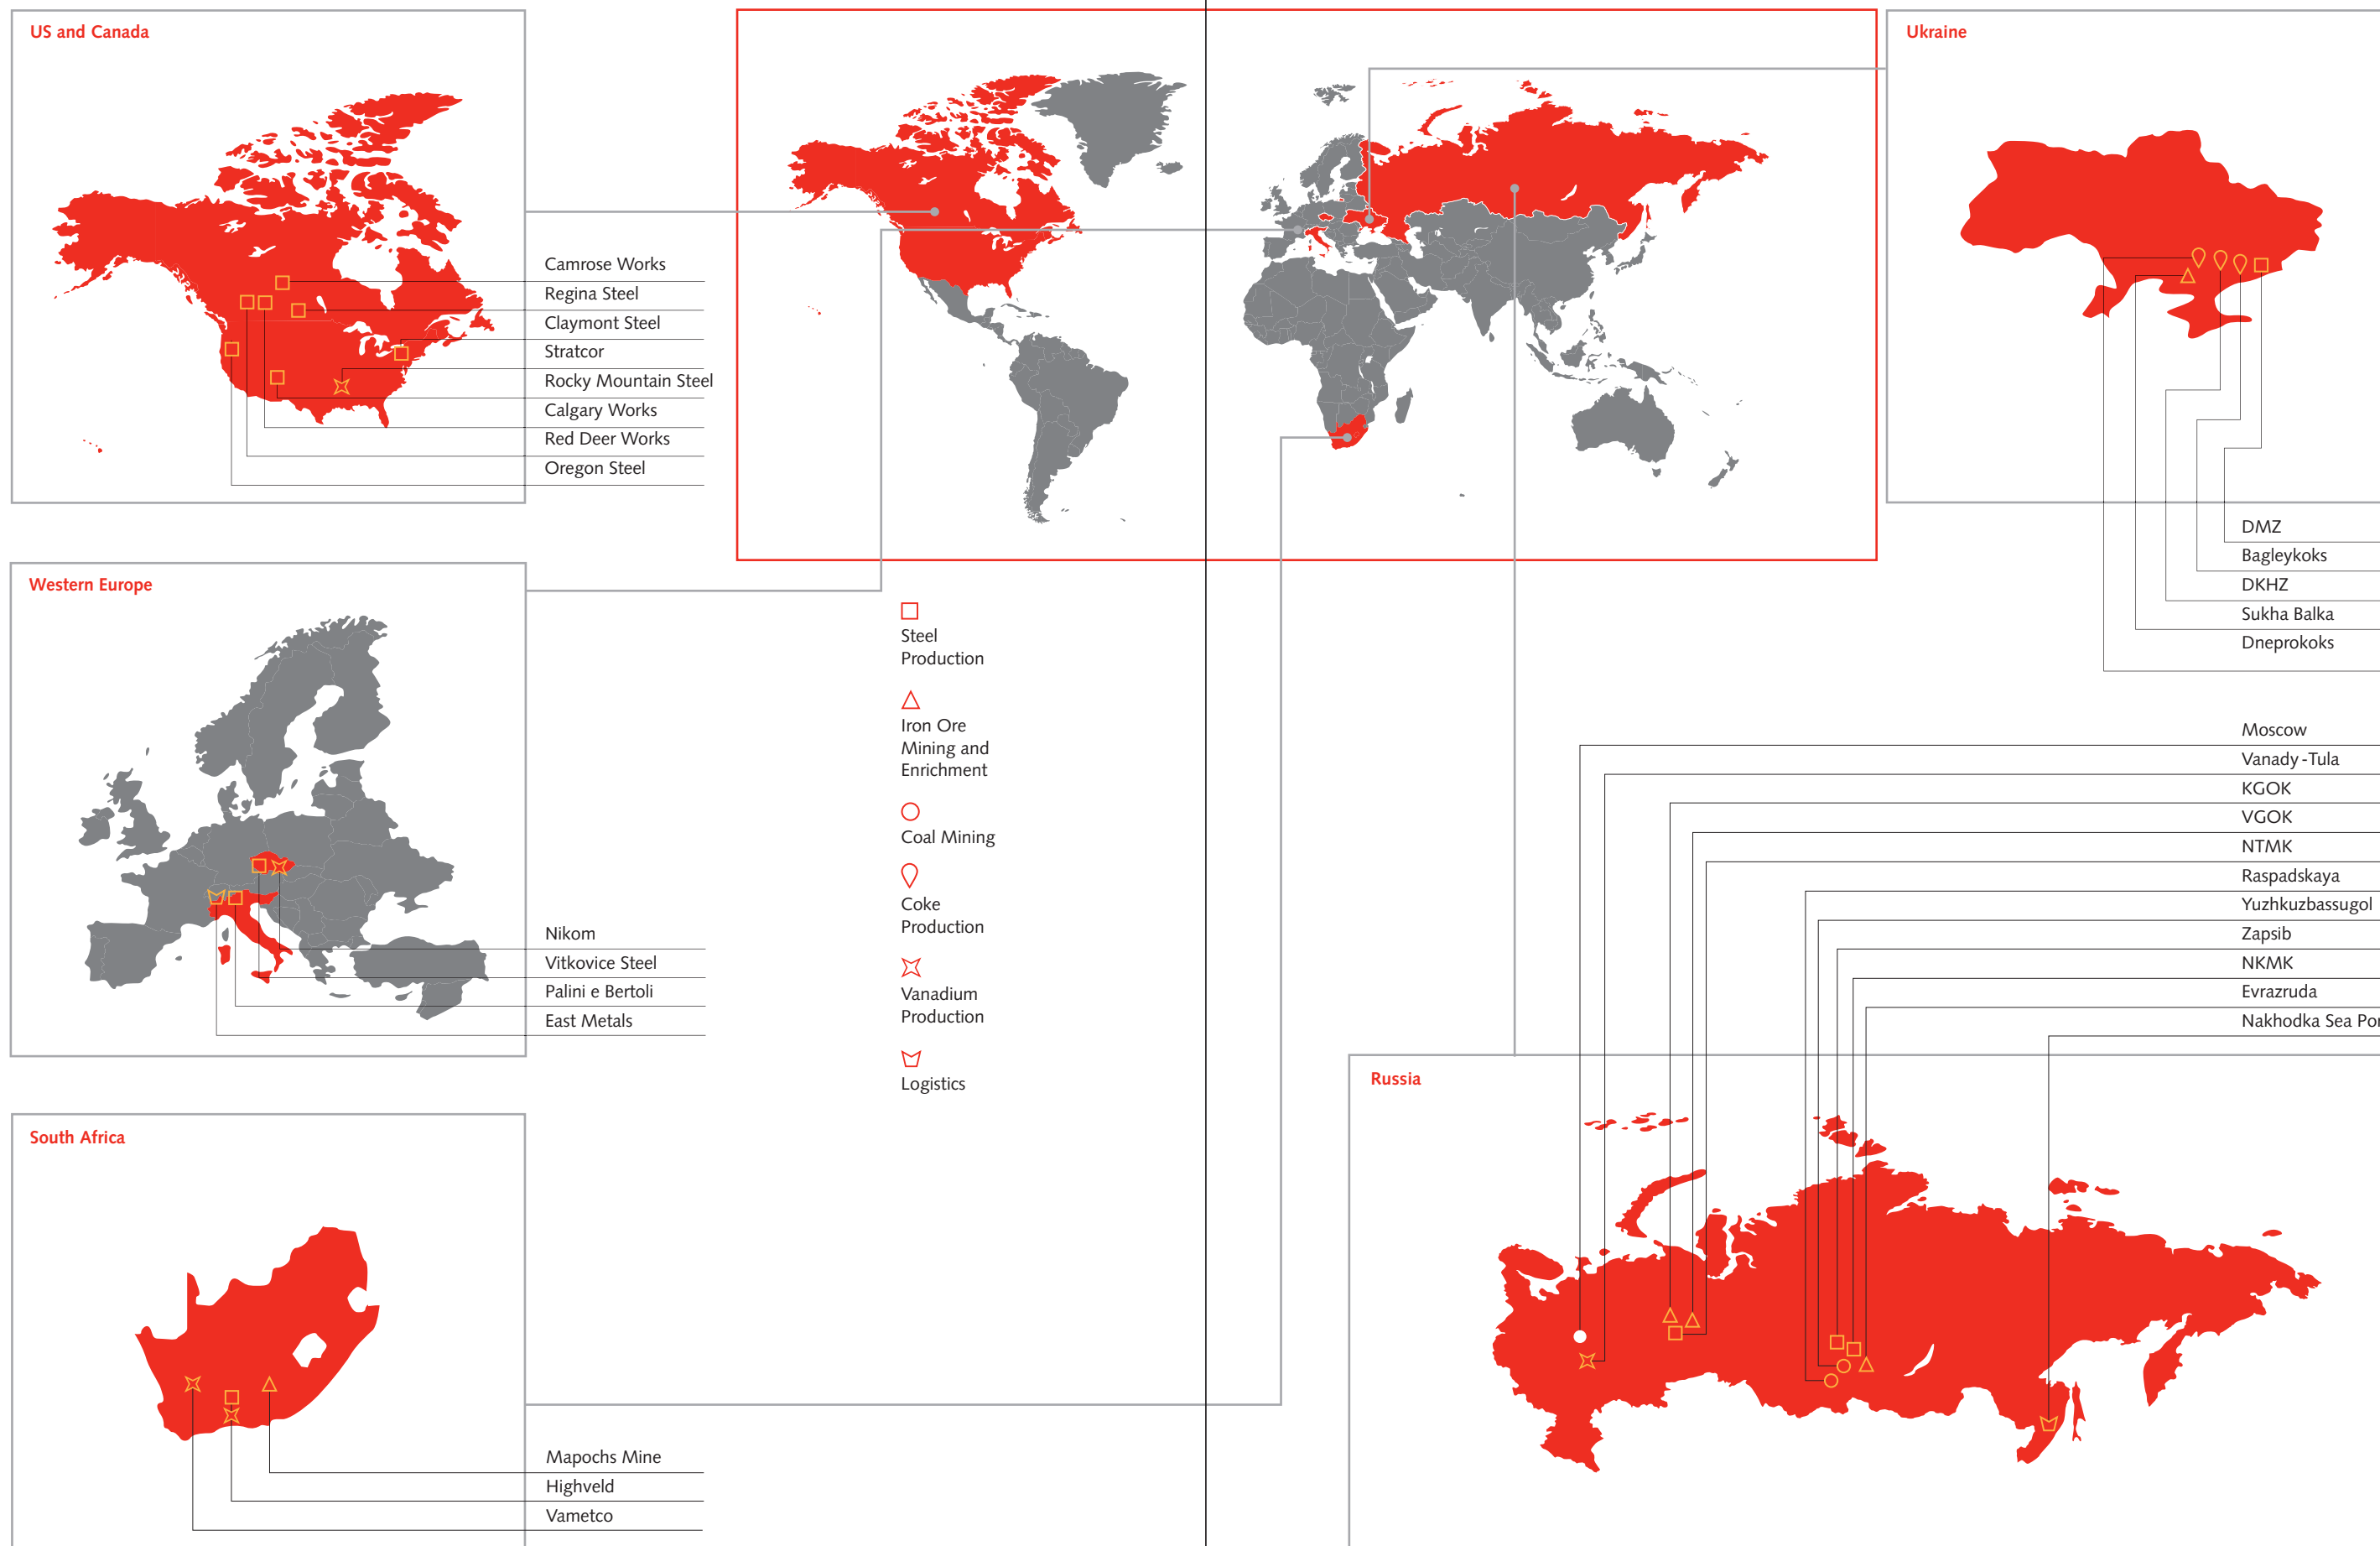 US and Canada
Camrose Works
Regina Steel
Claymont Steel
Stratcor
Rocky Mountain Steel
Calgary Works
Red Deer Works
Oregon Steel
Ukraine
DMZ
Bagleykoks
DKHZ
Sukha Balka
Dneprokoks
Western Europe
Nikom
Vitkovice Steel
Palini e Bertoli
East Metals
Steel
Production
Iron Ore
Mining and
Enrichment
Coal Mining
Coke
Production
Vanadium
Production
Logistics
Moscow
Vanady-Tula
KGOK
VGOK
NTMK
Raspadskaya
Yuzhkuzbassugol
Zapsib
NKMK
Evrazruda
Nakhodka Sea Por
Russia
South Africa
Mapochs Mine
Highveld
Vametco